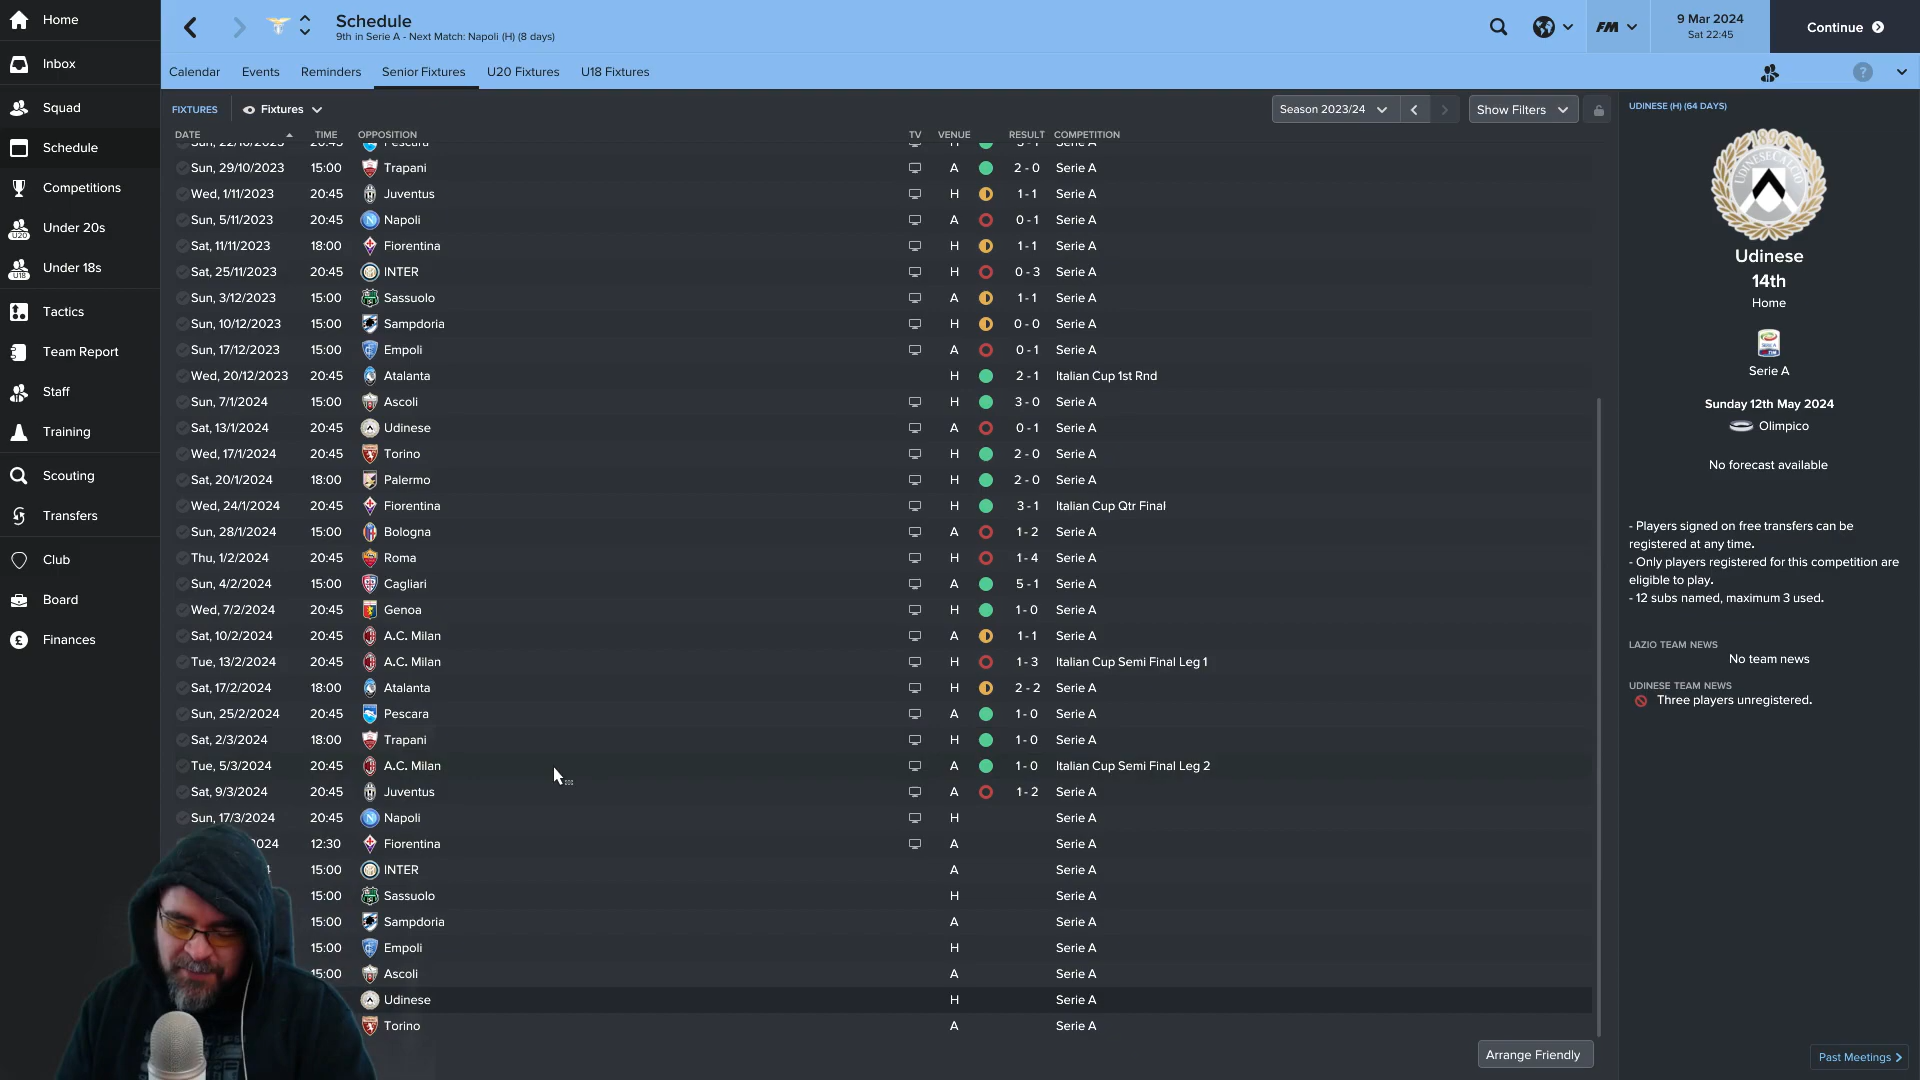 Home
Inbox
Squad
Schedule
Competitions
Under 20s
Under 18s
Tactics
Team Report
Staff
Training
Scouting
Transfers
Club
Board
Finances
Schedule
9th in Serie A - Next Match: Napoli (H) (8 days)
FM
9 Mar 2024
Sat 22:45
Continue
Calendar Events Reminders Senior Fixtures U20 Fixtures U18 Fixtures
FIXTURES Fixtures Season 2023/24 Show Filters
DATE TIME OPPOSITION TV VENUE RESULT COMPETITION
Sun, 22/10/2023 20:45 Pescara H Serie A
Sun, 29/10/2023 15:00 Trapani A 2 - 0 Serie A
Wed, 1/11/2023 20:45 Juventus H 1 - 1 Serie A
Sun, 5/11/2023 20:45 Napoli A 0 - 1 Serie A
Sat, 11/11/2023 18:00 Fiorentina H 1 - 1 Serie A
Sat, 25/11/2023 20:45 INTER H 0 - 3 Serie A
Sun, 3/12/2023 15:00 Sassuolo A 1 - 1 Serie A
Sun, 10/12/2023 15:00 Sampdoria H 0 - 0 Serie A
Sun, 17/12/2023 15:00 Empoli A 0 - 1 Serie A
Wed, 20/12/2023 20:45 Atalanta H 2 - 1 Italian Cup 1st Rnd
Sun, 7/1/2024 15:00 Ascoli H 3 - 0 Serie A
Sat, 13/1/2024 20:45 Udinese A 0 - 1 Serie A
Wed, 17/1/2024 20:45 Torino H 2 - 0 Serie A
Sat, 20/1/2024 18:00 Palermo H 2 - 0 Serie A
Wed, 24/1/2024 20:45 Fiorentina H 3 - 1 Italian Cup Qtr Final
Sun, 28/1/2024 15:00 Bologna A 1 - 2 Serie A
Thu, 1/2/2024 20:45 Roma H 1 - 4 Serie A
Sun, 4/2/2024 15:00 Cagliari A 5 - 1 Serie A
Wed, 7/2/2024 20:45 Genoa H 1 - 0 Serie A
Sat, 10/2/2024 20:45 A.C. Milan A 1 - 1 Serie A
Tue, 13/2/2024 20:45 A.C. Milan H 1 - 3 Italian Cup Semi Final Leg 1
Sat, 17/2/2024 18:00 Atalanta H 2 - 2 Serie A
Sun, 25/2/2024 20:45 Pescara A 1 - 0 Serie A
Sat, 2/3/2024 18:00 Trapani H 1 - 0 Serie A
Tue, 5/3/2024 20:45 A.C. Milan A 1 - 0 Italian Cup Semi Final Leg 2
Sat, 9/3/2024 20:45 Juventus A 1 - 2 Serie A
Sun, 17/3/2024 20:45 Napoli H Serie A
2024 12:30 Fiorentina A Serie A
15:00 INTER A Serie A
15:00 Sassuolo H Serie A
15:00 Sampdoria A Serie A
15:00 Empoli H Serie A
15:00 Ascoli A Serie A
Udinese H Serie A
Torino A Serie A
Arrange Friendly
UDINESE (H) (64 DAYS)
1896
UDINESE CALCIO
Udinese
14th
Home
Serie A
Sunday 12th May 2024
Olimpico
No forecast available
- Players signed on free transfers can be
registered at any time.
- Only players registered for this competition are
eligible to play.
- 12 subs named, maximum 3 used.
LAZIO TEAM NEWS
No team news
UDINESE TEAM NEWS
Three players unregistered.
Past Meetings